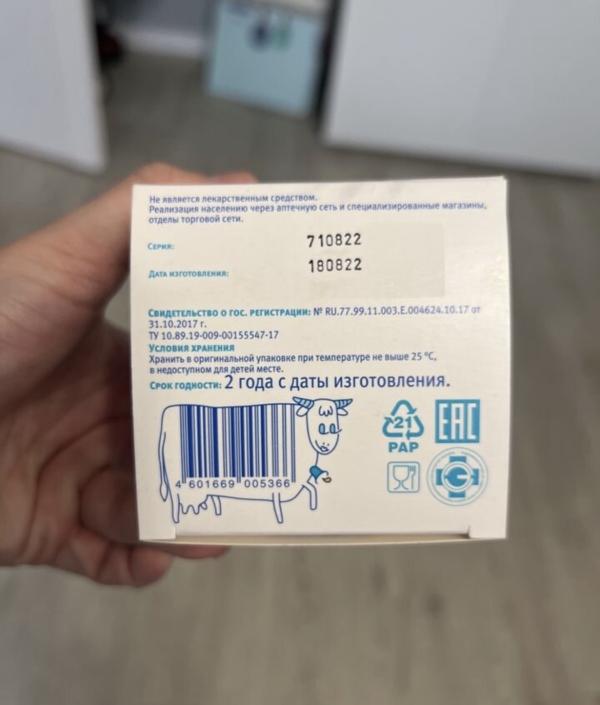 Не является лекарственным средством.
Реализация населению через аптечную сеть и специализированные магазины,
отделы торговой сети.
Серия: 710822
Дата изготовления: 180822
Свидетельство о гос. регистрации: № RU.77.99.11.003.Е.004624.10.17 от
31.10.2017 г.
ТУ 10.89.19-009-00155547-17
Условия хранения
Хранить в оригинальной упаковке при температуре не выше 25 °С,
в недоступном для детей месте.
Срок годности: 2 года с даты изготовления.
21
PAP
EAC
4 601669 005366